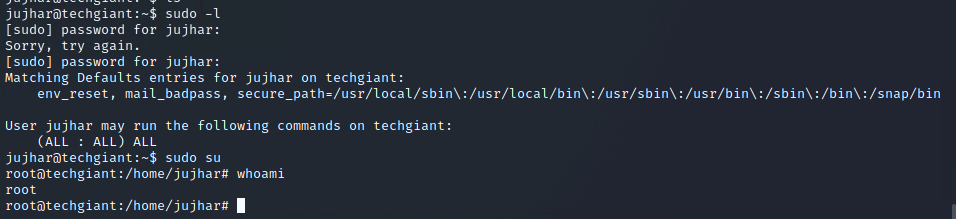 jujhar@techgiant:~$ sudo -l
[sudo] password for jujhar:
Sorry, try again.
[sudo] password for jujhar:
Matching Defaults entries for jujhar on techgiant:
    env_reset, mail_badpass, secure_path=/usr/local/sbin\:/usr/local/bin\:/usr/sbin\:/usr/bin\:/sbin\:/bin\:/snap/bin

User jujhar may run the following commands on techgiant:
    (ALL : ALL) ALL
jujhar@techgiant:~$ sudo su
root@techgiant:/home/jujhar# whoami
root
root@techgiant:/home/jujhar#